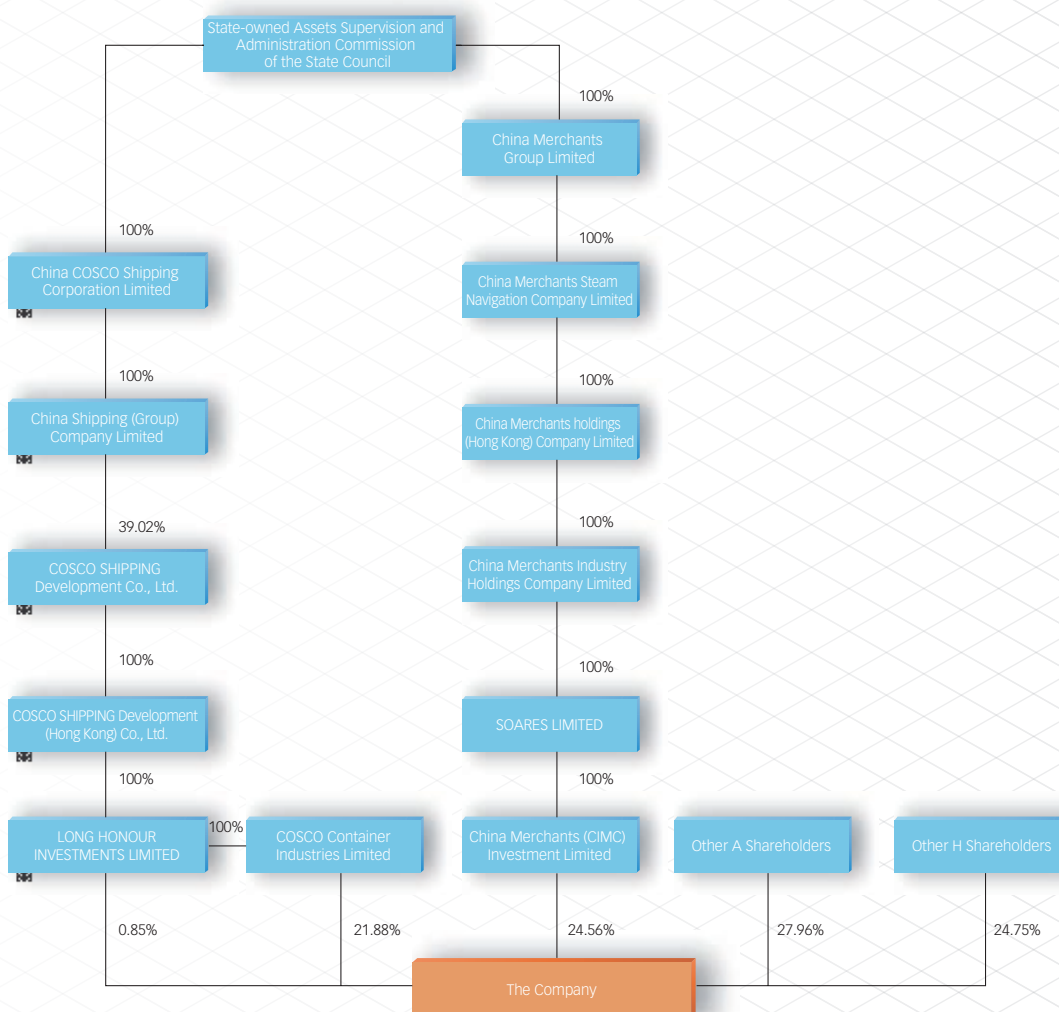 State-owned Assets Supervision and
Administration Commission
of the State Council
100%
China Merchants
Group Limited
100%
China COSCO Shipping
Corporation Limited
100%
China Merchants Steam
Navigation Company Limited
100%
China Shipping (Group)
Company Limited
100%
China Merchants holdings
(Hong Kong) Company Limited
39.02%
COSCO SHIPPING
Development Co., Ltd.
100%
China Merchants Industry
Holdings Company Limited
100%
COSCO SHIPPING Development
(Hong Kong) Co., Ltd.
100%
SOARES LIMITED
100%
LONG HONOUR
INVESTMENTS LIMITED
100%
COSCO Container
Industries Limited
100%
China Merchants (CIMC)
Investment Limited
Other A Shareholders
Other H Shareholders
0.85%
21.88%
24.56%
27.96%
24.75%
The Company